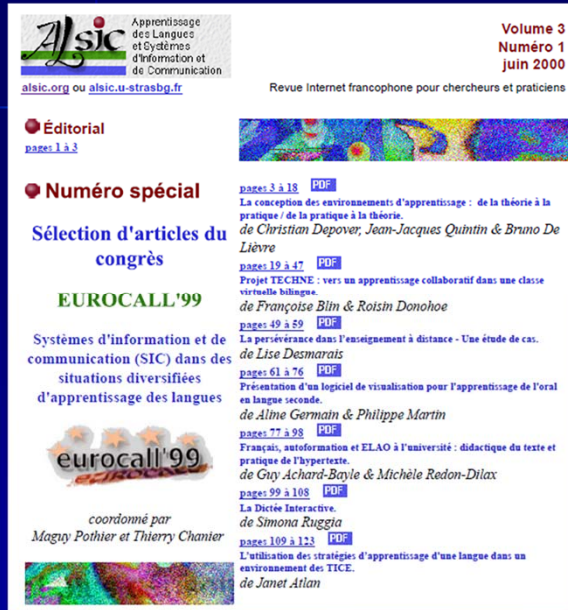 ALSIC
Apprentissage
des Langues
et Systèmes
d'Information et
de Communication
alsic.org ou alsic.u-strasbg.fr
Volume 3
Numéro 1
juin 2000
Revue Internet francophone pour chercheurs et praticiens
Éditorial
pages 1 à 3
Numéro spécial
Sélection d'articles du
congrès
EUROCALL'99
Systèmes d'information et de
communication (SIC) dans des
situations diversifiées
d'apprentissage des langues
eurocall'99
EUROCALL
coordonné par
Maguy Pothier et Thierry Chanier
pages 3 à 18 PDF
La conception des environnements d'apprentissage : de la théorie à la
pratique / de la pratique à la théorie.
de Christian Depover, Jean-Jacques Quintin & Bruno De
Lièvre
pages 19 à 47 PDF
Projet TECHNE : vers un apprentissage collaboratif dans une classe
virtuelle bilingue.
de Françoise Blin & Roisin Donohoe
pages 49 à 59 PDF
La persévérance dans l'enseignement à distance - Une étude de cas.
de Lise Desmarais
pages 61 à 76 PDF
Présentation d'un logiciel de visualisation pour l'apprentissage de l'oral
en langue seconde.
de Aline Germain & Philippe Martin
pages 77 à 98 PDF
Français, autoformation et ELAO à l'université : didactique du texte et
pratique de l'hypertexte.
de Guy Achard-Bayle & Michèle Redon-Dilax
pages 99 à 108 PDF
La Dictée Interactive.
de Simona Ruggia
pages 109 à 123 PDF
L'utilisation des stratégies d'apprentissage d'une langue dans un
environnement des TICE.
de Janet Atlan